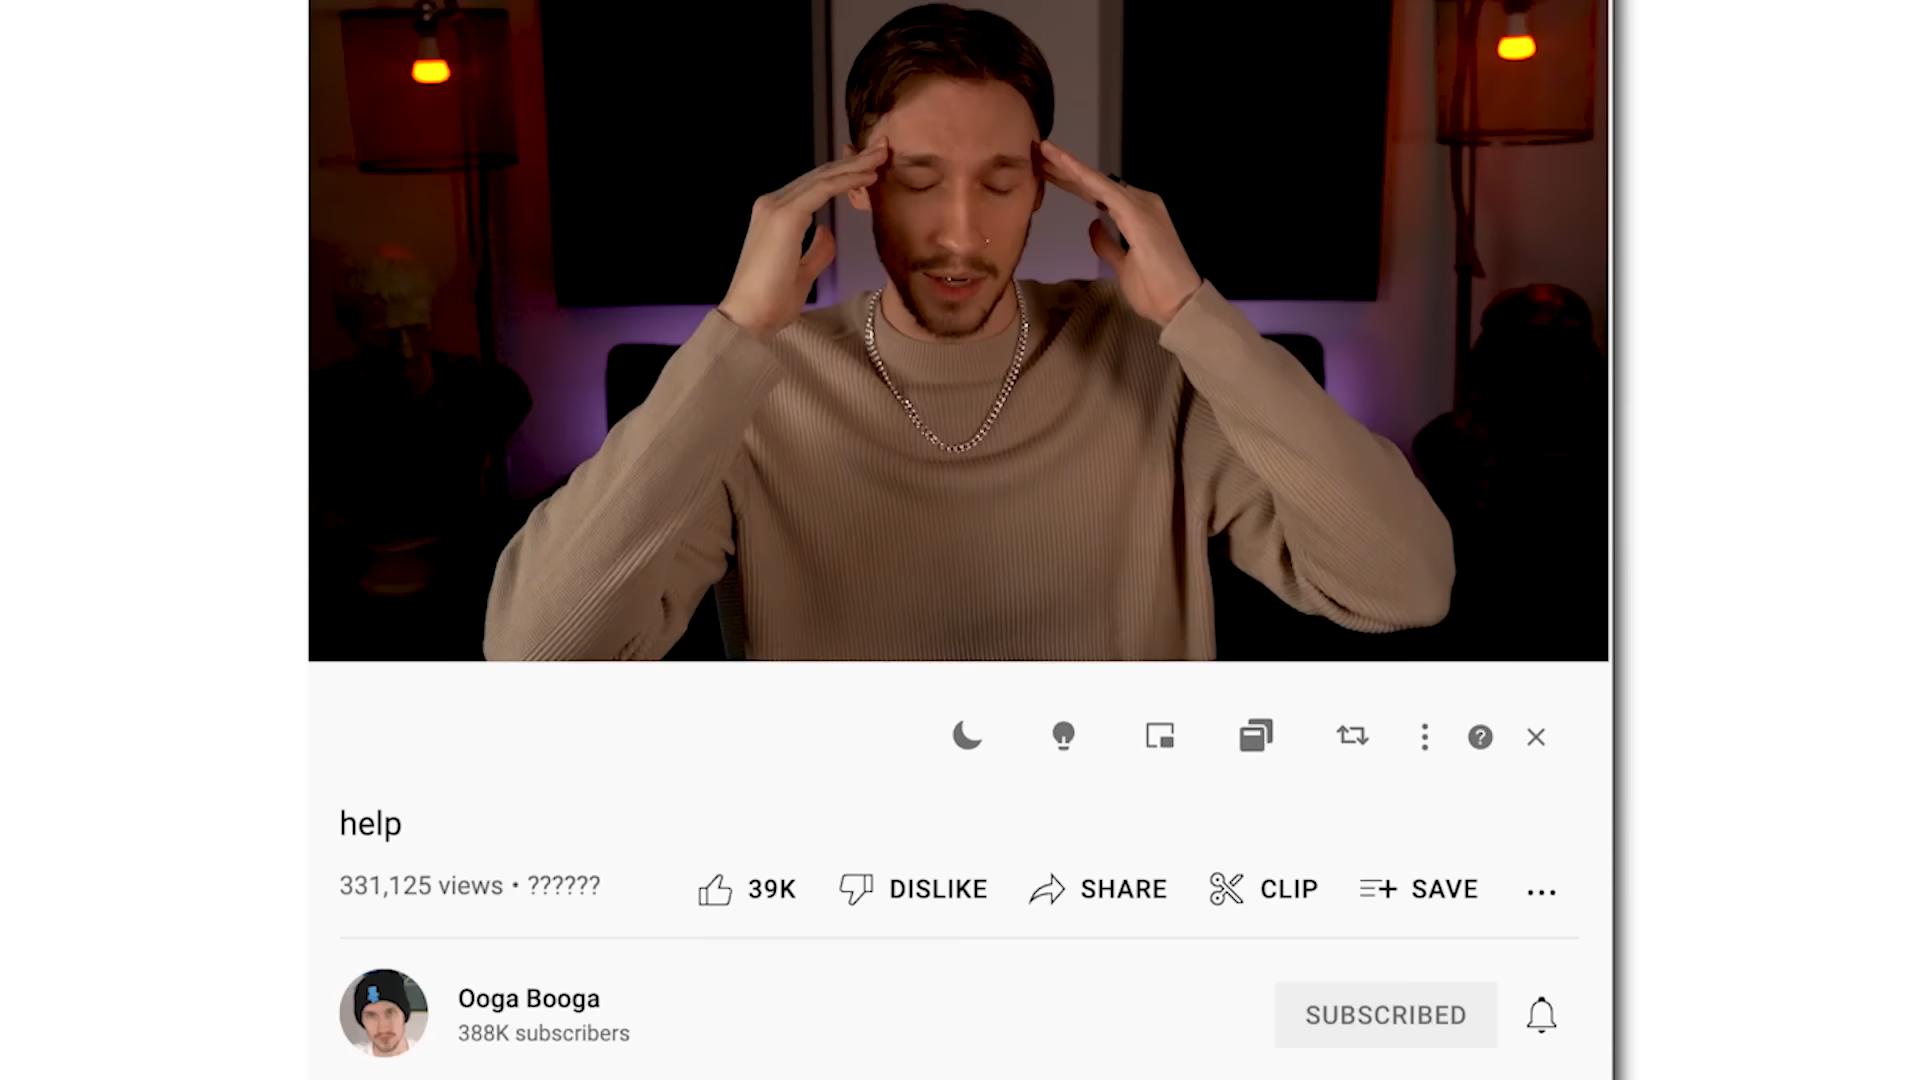 help
331,125 views • ??????
39K
DISLIKE
SHARE
CLIP
SAVE
Ooga Booga
388K subscribers
SUBSCRIBED